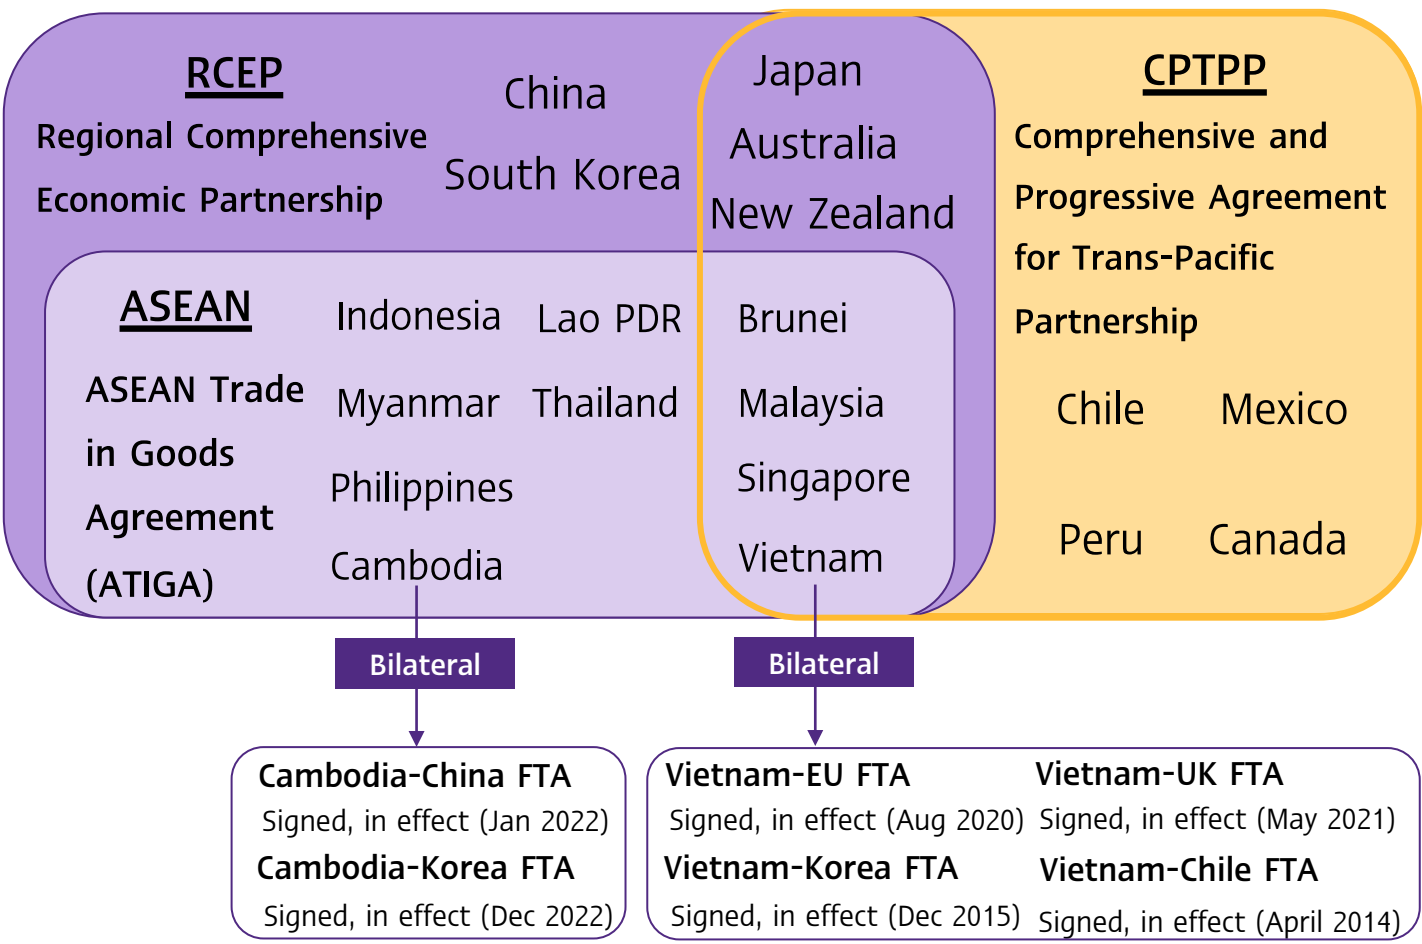 RCEP
Regional Comprehensive
Economic Partnership
China
South Korea
Japan
Australia
New Zealand
CPTPP
Comprehensive and
Progressive Agreement
for Trans-Pacific
Partnership
Chile Mexico
Peru Canada
ASEAN
ASEAN Trade
in Goods
Agreement
(ATIGA)
Indonesia Lao PDR
Myanmar Thailand
Philippines
Cambodia
Brunei
Malaysia
Singapore
Vietnam
Bilateral
Cambodia-China FTA
Signed, in effect (Jan 2022)
Cambodia-Korea FTA
Signed, in effect (Dec 2022)
Bilateral
Vietnam-EU FTA
Signed, in effect (Aug 2020)
Vietnam-Korea FTA
Signed, in effect (Dec 2015)
Vietnam-UK FTA
Signed, in effect (May 2021)
Vietnam-Chile FTA
Signed, in effect (April 2014)